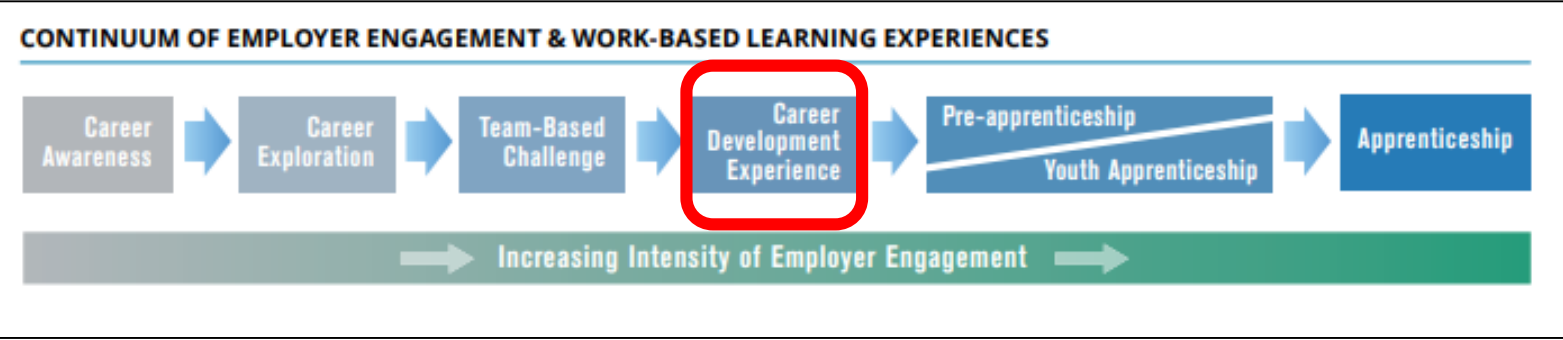 CONTINUUM OF EMPLOYER ENGAGEMENT & WORK-BASED LEARNING EXPERIENCES
Career
Awareness
Career
Exploration
Team-Based
Challenge
Career
Development
Experience
Pre-apprenticeship
Youth Apprenticeship
Apprenticeship
Increasing Intensity of Employer Engagement